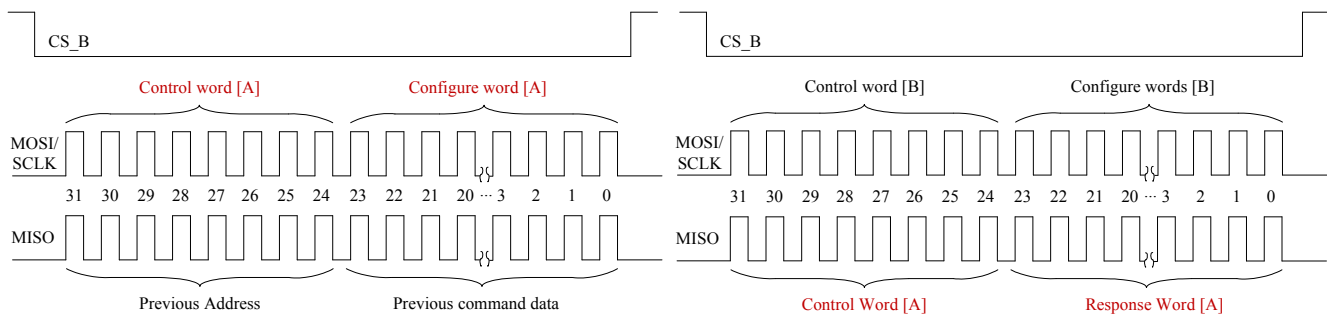 CS_B
Control word [A] Configure word [A]
MOSI/
SCLK
31 30 29 28 27 26 25 24 23 22 21 20 ... 3 2 1 0
MISO
Previous Address Previous command data
CS_B
Control word [B] Configure words [B]
MOSI/
SCLK
31 30 29 28 27 26 25 24 23 22 21 20 ... 3 2 1 0
MISO
Control Word [A] Response Word [A]